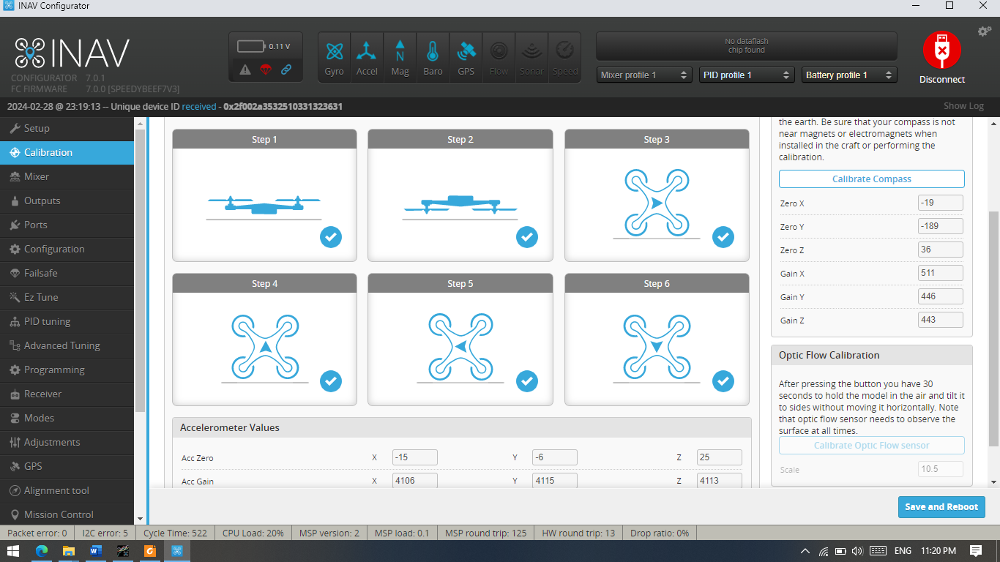 INAV Configurator
INAV
CONFIGURATOR 7.0.1
FC FIRMWARE 7.0.0 [SPEEDYBEEF7V3]
0.11 V
Gyro
Accel
Mag
Baro
GPS
Flow
Sonar
Speed
No dataflash
chip found
Mixer profile 1
PID profile 1
Battery profile 1
Disconnect
2024-02-28 @ 23:19:13 -- Unique device ID received - 0x2f002a3532510331323631
Show Log
Setup
Calibration
Mixer
Outputs
Ports
Configuration
Failsafe
Ez Tune
PID tuning
Advanced Tuning
Programming
Receiver
Modes
Adjustments
GPS
Alignment tool
Mission Control
Step 1
Step 2
Step 3
Step 4
Step 5
Step 6
Accelerometer Values
Acc Zero X -15 Y -6 Z 25
Acc Gain X 4106 Y 4115 Z 4113
the earth. Be sure that your compass is not
near magnets or electromagnets when
installed in the craft or performing the
calibration.
Calibrate Compass
Zero X -19
Zero Y -189
Zero Z 36
Gain X 511
Gain Y 446
Gain Z 443
Optic Flow Calibration
After pressing the button you have 30
seconds to hold the model in the air and tilt it
to sides without moving it horizontally. Note
that optic flow sensor needs to observe the
surface at all times.
Calibrate Optic Flow sensor
Scale 10.5
Save and Reboot
Packet error: 0 I2C error: 5 Cycle Time: 522 CPU Load: 20% MSP version: 2 MSP load: 0.1 MSP round trip: 125 HW round trip: 13 Drop ratio: 0%
ENG 11:20 PM